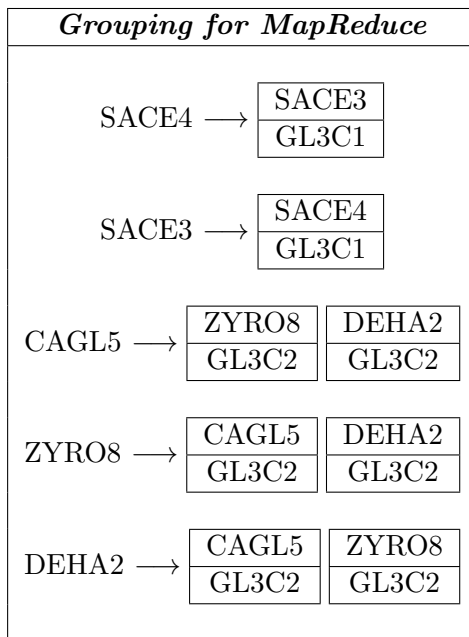 Grouping for MapReduce
SACE4 ⟶ SACE3
GL3C1
SACE3 ⟶ SACE4
GL3C1
CAGL5 ⟶ ZYRO8 DEHA2
GL3C2 GL3C2
ZYRO8 ⟶ CAGL5 DEHA2
GL3C2 GL3C2
DEHA2 ⟶ CAGL5 ZYRO8
GL3C2 GL3C2